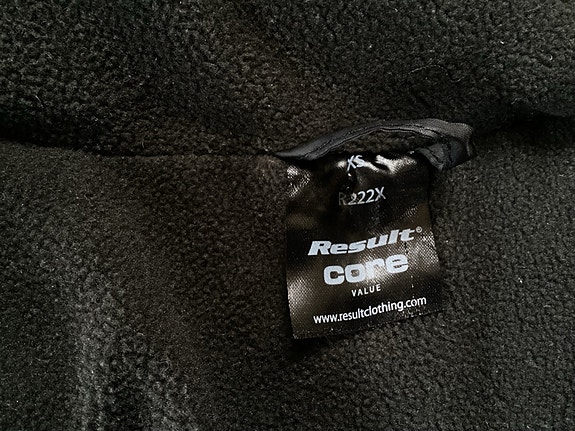 XS
R222X
Result®
core
VALUE
www.resultclothing.com